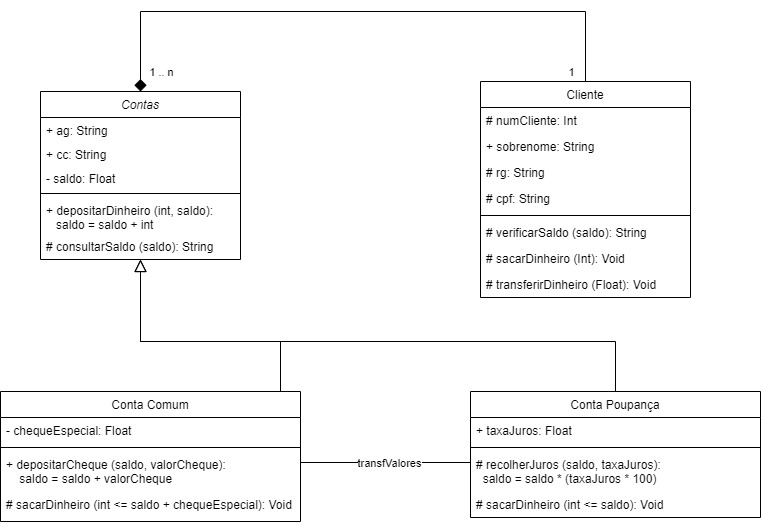 1 .. n
1
Contas
+ ag: String
+ cc: String
- saldo: Float
+ depositarDinheiro (int, saldo):
saldo = saldo + int
# consultarSaldo (saldo): String
Cliente
# numCliente: Int
+ sobrenome: String
# rg: String
# cpf: String
# verificarSaldo (saldo): String
# sacarDinheiro (Int): Void
# transferirDinheiro (Float): Void
Conta Comum
- chequeEspecial: Float
+ depositarCheque (saldo, valorCheque):
saldo = saldo + valorCheque
# sacarDinheiro (int <= saldo + chequeEspecial): Void
transfValores
Conta Poupança
+ taxaJuros: Float
# recolherJuros (saldo, taxaJuros):
saldo = saldo * (taxaJuros * 100)
# sacarDinheiro (int <= saldo): Void